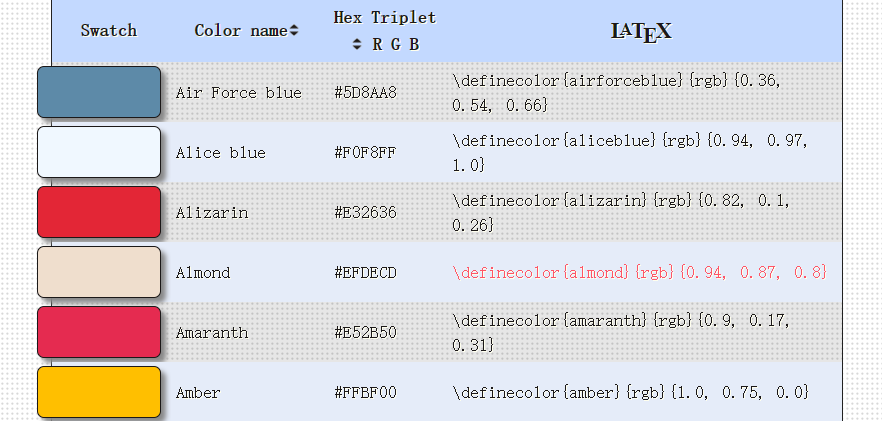 Swatch Color name Hex Triplet LATEX
R G B
Air Force blue #5D8AA8 \definecolor{airforceblue}{rgb}{0.36,
0.54, 0.66}
Alice blue #F0F8FF \definecolor{aliceblue}{rgb}{0.94, 0.97,
1.0}
Alizarin #E32636 \definecolor{alizarin}{rgb}{0.82, 0.1,
0.26}
Almond #EFDECD \definecolor{almond}{rgb}{0.94, 0.87, 0.8}
Amaranth #E52B50 \definecolor{amaranth}{rgb}{0.9, 0.17,
0.31}
Amber #FFBF00 \definecolor{amber}{rgb}{1.0, 0.75, 0.0}